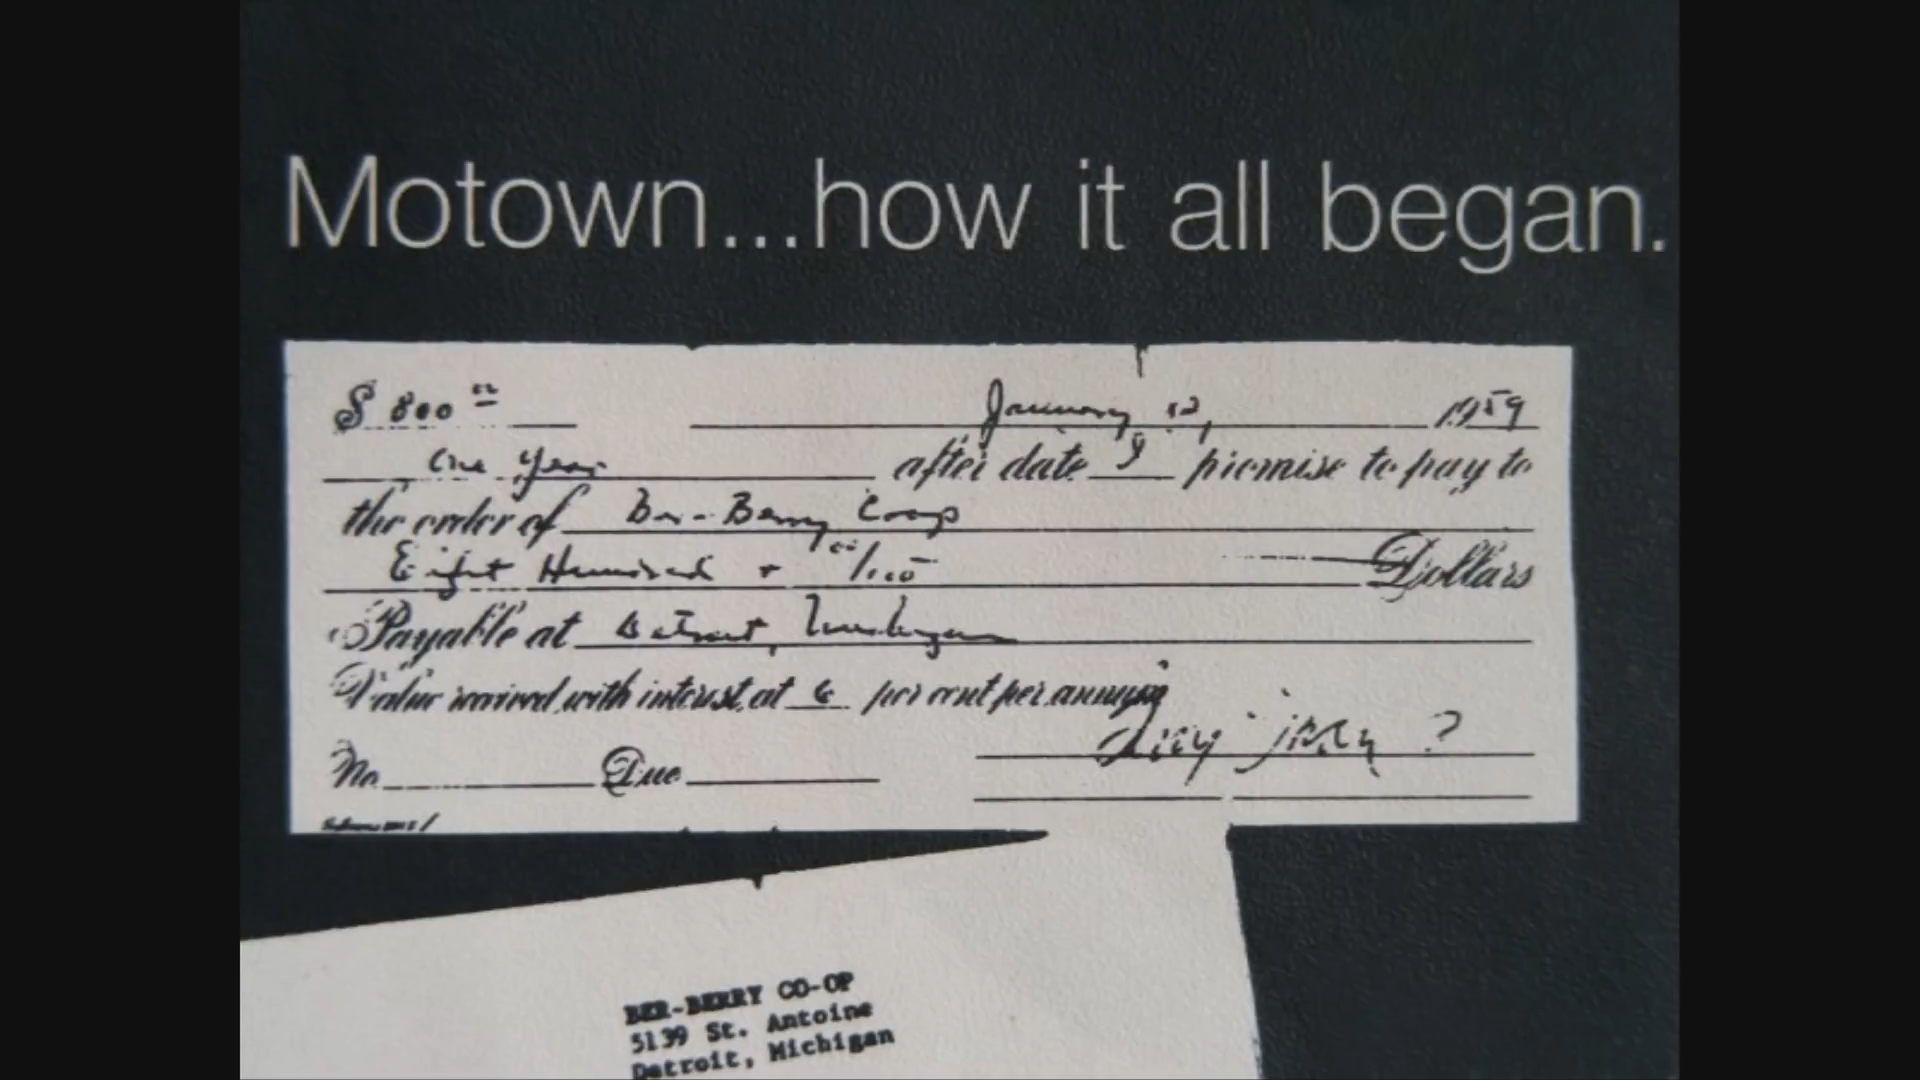 Motown...how it all began.
$ 800 00 January 12, 1959
One Year after date I promise to pay to
the order of Ber-Berry Coop
Eight Hundred + 00/100 Dollars
Payable at Detroit, Michigan
Value received with interest at 6 per cent per annum
No. Due
BER-BERRY CO-OP
5139 St. Antoine
Detroit, Michigan